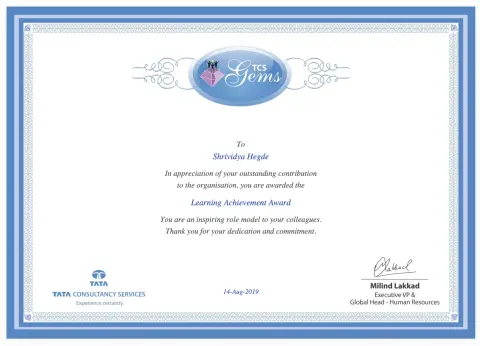 TCS
Gems
To
Shrividya Hegde
In appreciation of your outstanding contribution
to the organisation, you are awarded the
Learning Achievement Award
You are an inspiring role model to your colleagues.
Thank you for your dedication and commitment.
TATA
TATA CONSULTANCY SERVICES
Experience certainty.
14-Aug-2019
Lakkad
Milind Lakkad
Executive VP &
Global Head - Human Resources